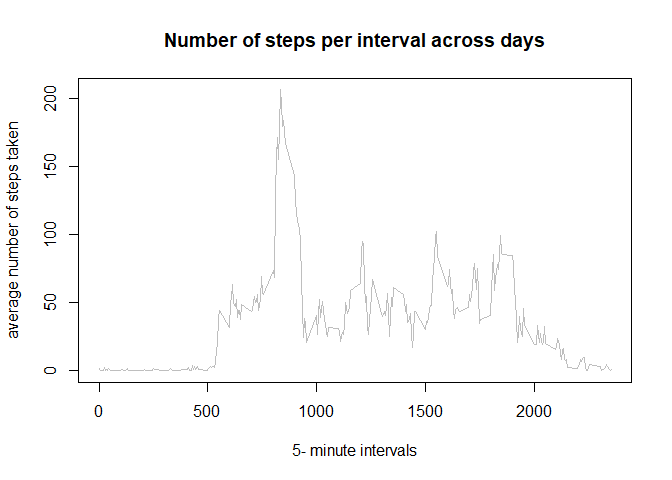 Number of steps per interval across days
average number of steps taken
200
150
100
50
0
0 500 1000 1500 2000
5- minute intervals